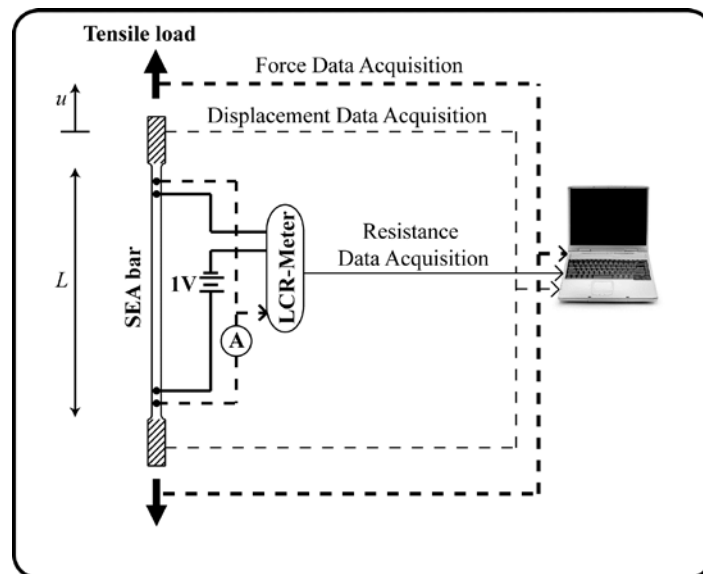 Tensile load
Force Data Acquisition
u
Displacement Data Acquisition
L
SEA bar
1V
A
LCR-Meter
Resistance
Data Acquisition